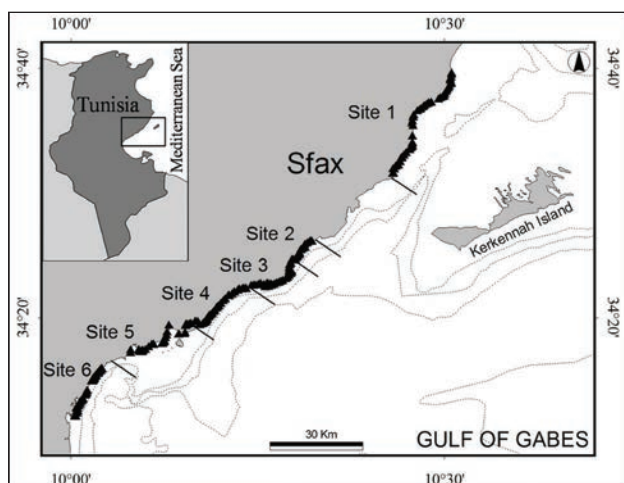 10°00'
10°30'
34°40'
34°40'
Tunisia
Mediterranean Sea
Site 1
Sfax
Kerkennah Island
Site 2
Site 3
Site 4
34°20'
34°20'
Site 5
Site 6
30 Km
GULF OF GABES
10°00'
10°30'